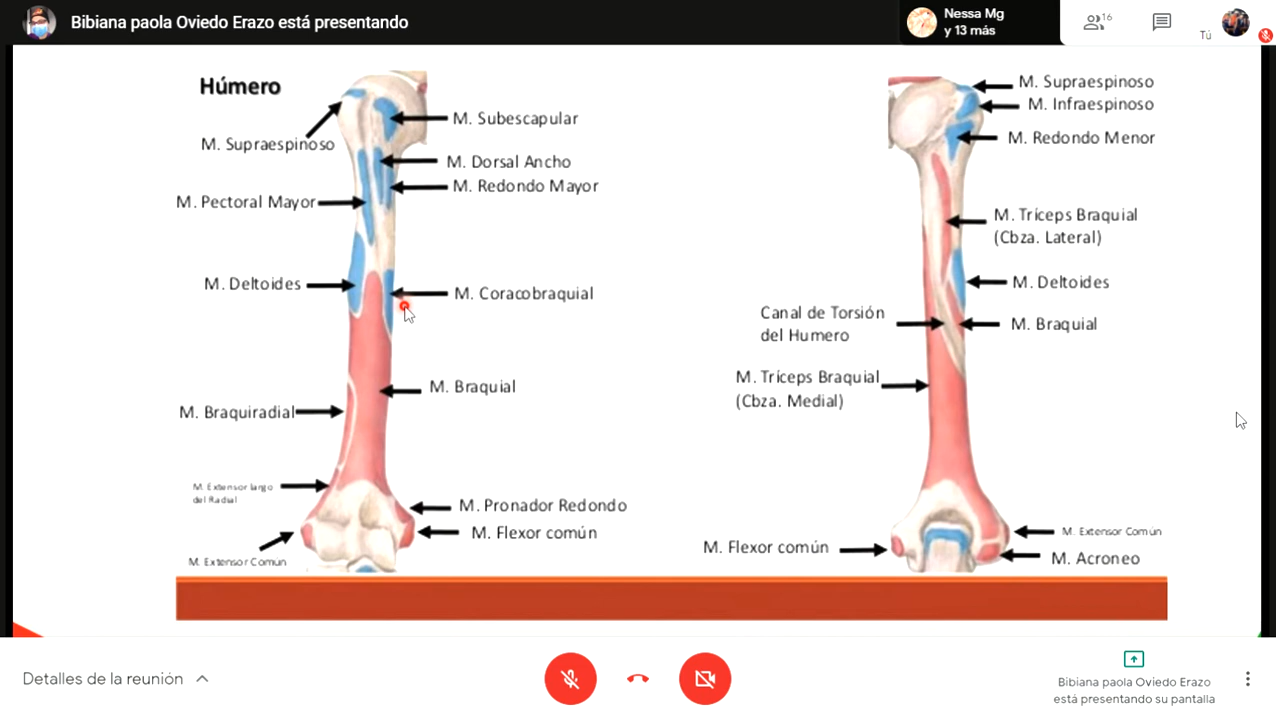 Bibiana paola Oviedo Erazo está presentando
Nessa Mg
y 13 más
16
Tú
Húmero
M. Supraespinoso
M. Subescapular
M. Dorsal Ancho
M. Redondo Mayor
M. Pectoral Mayor
M. Deltoides
M. Coracobraquial
M. Braquial
M. Braquiradial
M. Extensor largo
del Radial
M. Pronador Redondo
M. Flexor común
M. Extensor Común
M. Supraespinoso
M. Infraespinoso
M. Redondo Menor
M. Tríceps Braquial
(Cbza. Lateral)
M. Deltoides
Canal de Torsión
del Humero
M. Braquial
M. Tríceps Braquial
(Cbza. Medial)
M. Extensor Común
M. Flexor común
M. Acroneo
Detalles de la reunión
Bibiana paola Oviedo Erazo
está presentando su pantalla